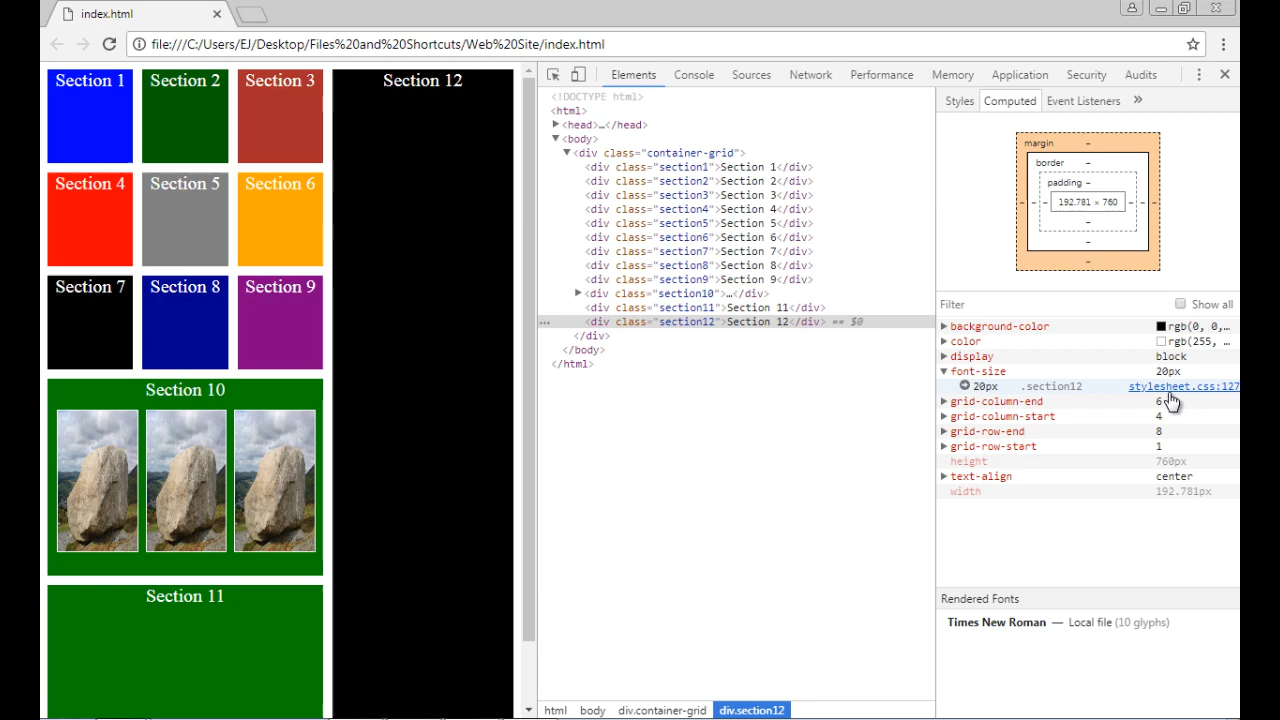 index.html
file:///C:/Users/EJ/Desktop/Files%20and%20Shortcuts/Web%20Site/index.html
Section 1 Section 2 Section 3 Section 12
Section 4 Section 5 Section 6
Section 7 Section 8 Section 9
Section 10
Section 11
Elements Console Sources Network Performance Memory Application Security Audits
<!DOCTYPE html>
<html>
<head>…</head>
<body>
<div class="container-grid">
<div class="section1">Section 1</div>
<div class="section2">Section 2</div>
<div class="section3">Section 3</div>
<div class="section4">Section 4</div>
<div class="section5">Section 5</div>
<div class="section6">Section 6</div>
<div class="section7">Section 7</div>
<div class="section8">Section 8</div>
<div class="section9">Section 9</div>
<div class="section10">…</div>
<div class="section11">Section 11</div>
… <div class="section12">Section 12</div> == $0
</div>
</body>
</html>
html body div.container-grid div.section12
Styles Computed Event Listeners »
margin –
border –
padding –
– – – 192.781 × 760 – – –
–
–
–
Filter Show all
background-color rgb(0, 0,…
color rgb(255, …
display block
font-size 20px
20px .section12 stylesheet.css:127
grid-column-end 6
grid-column-start 4
grid-row-end 8
grid-row-start 1
height 760px
text-align center
width 192.781px
Rendered Fonts
Times New Roman — Local file (10 glyphs)